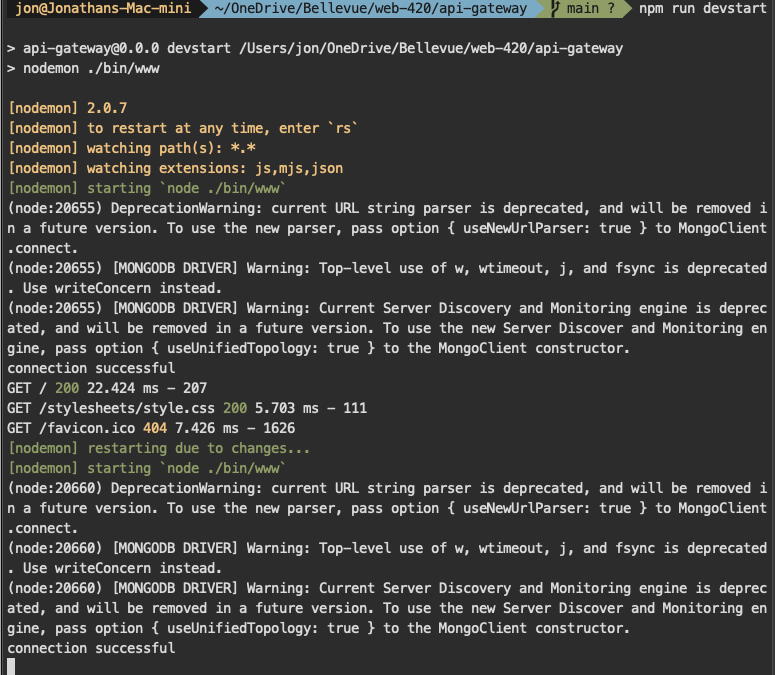 jon@Jonathans-Mac-mini ~/OneDrive/Bellevue/web-420/api-gateway main ? npm run devstart
> api-gateway@0.0.0 devstart /Users/jon/OneDrive/Bellevue/web-420/api-gateway
> nodemon ./bin/www
[nodemon] 2.0.7
[nodemon] to restart at any time, enter `rs`
[nodemon] watching path(s): *.*
[nodemon] watching extensions: js,mjs,json
[nodemon] starting `node ./bin/www`
(node:20655) DeprecationWarning: current URL string parser is deprecated, and will be removed i
n a future version. To use the new parser, pass option { useNewUrlParser: true } to MongoClient
.connect.
(node:20655) [MONGODB DRIVER] Warning: Top-level use of w, wtimeout, j, and fsync is deprecated
. Use writeConcern instead.
(node:20655) [MONGODB DRIVER] Warning: Current Server Discovery and Monitoring engine is deprec
ated, and will be removed in a future version. To use the new Server Discover and Monitoring en
gine, pass option { useUnifiedTopology: true } to the MongoClient constructor.
connection successful
GET / 200 22.424 ms - 207
GET /stylesheets/style.css 200 5.703 ms - 111
GET /favicon.ico 404 7.426 ms - 1626
[nodemon] restarting due to changes...
[nodemon] starting `node ./bin/www`
(node:20660) DeprecationWarning: current URL string parser is deprecated, and will be removed i
n a future version. To use the new parser, pass option { useNewUrlParser: true } to MongoClient
.connect.
(node:20660) [MONGODB DRIVER] Warning: Top-level use of w, wtimeout, j, and fsync is deprecated
. Use writeConcern instead.
(node:20660) [MONGODB DRIVER] Warning: Current Server Discovery and Monitoring engine is deprec
ated, and will be removed in a future version. To use the new Server Discover and Monitoring en
gine, pass option { useUnifiedTopology: true } to the MongoClient constructor.
connection successful